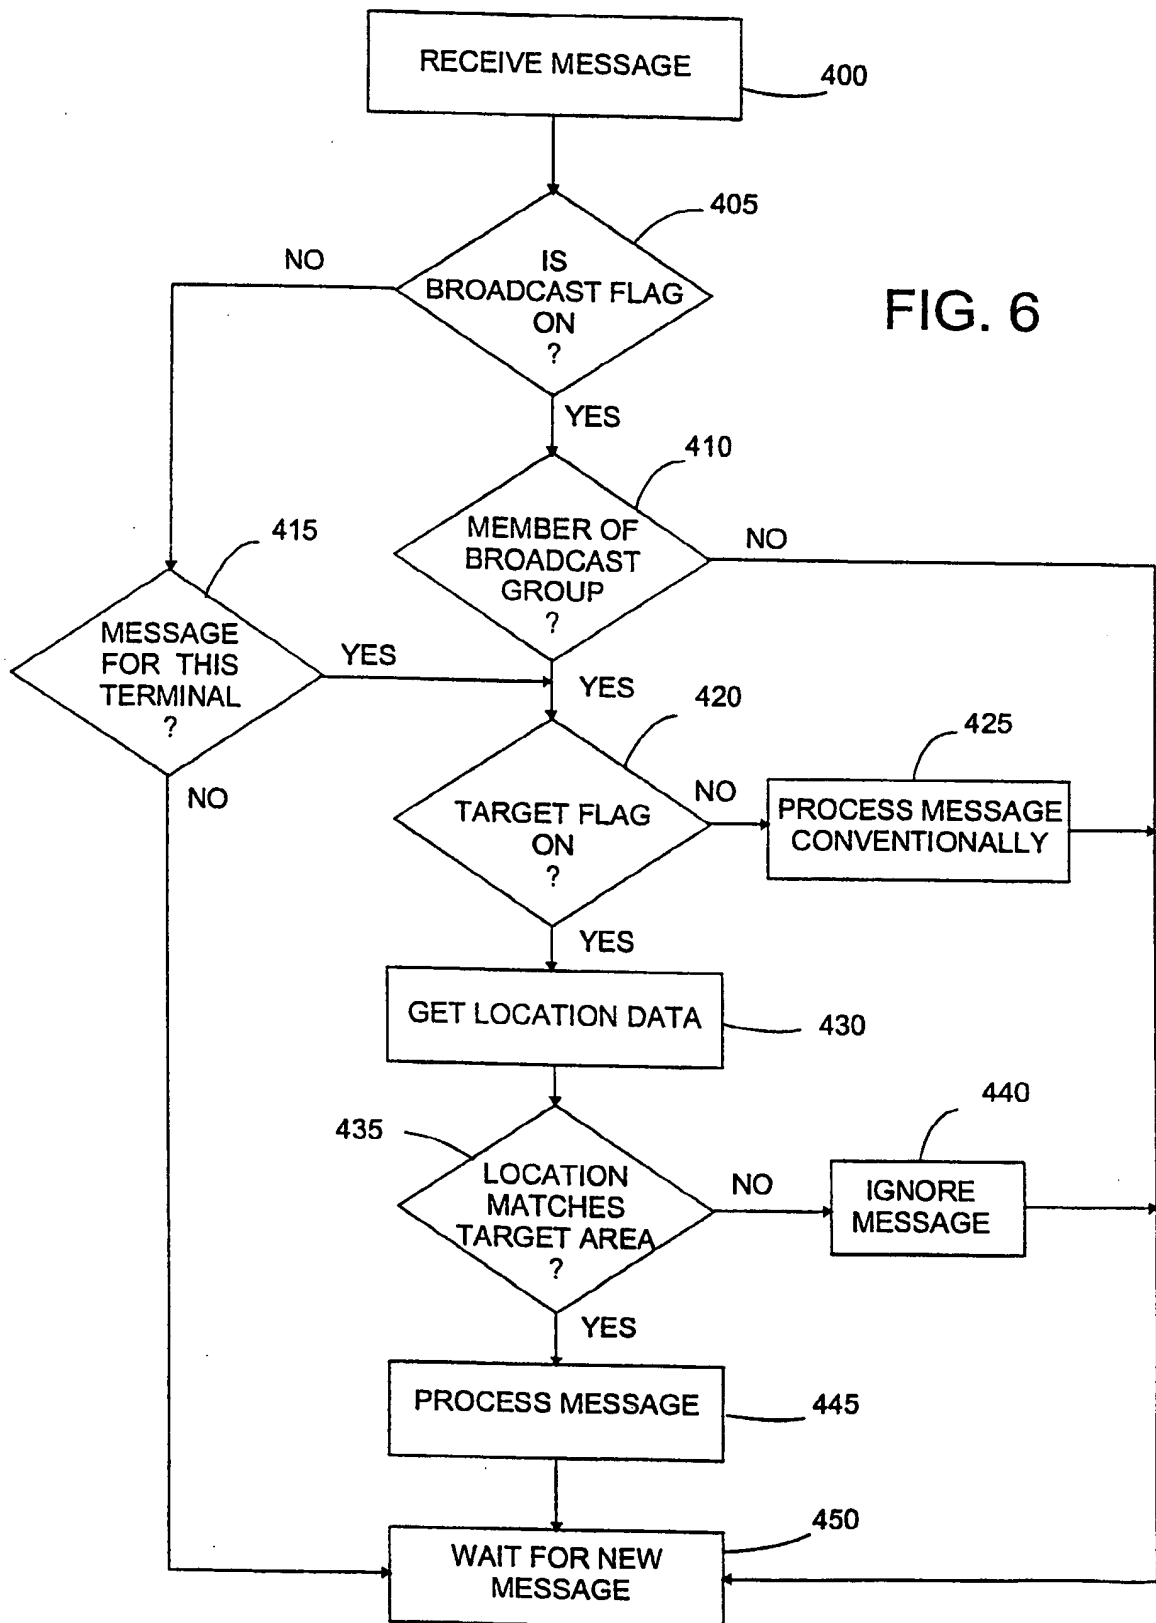 RECEIVE MESSAGE
400
405
NO
IS
BROADCAST FLAG
ON
?
FIG. 6
YES
410
MEMBER OF
BROADCAST
GROUP
?
NO
415
MESSAGE
FOR THIS
TERMINAL
?
YES
YES
NO
420
TARGET FLAG
ON
?
NO
425
PROCESS MESSAGE
CONVENTIONALLY
YES
GET LOCATION DATA
430
435
LOCATION
MATCHES
TARGET AREA
?
NO
440
IGNORE
MESSAGE
YES
PROCESS MESSAGE
445
450
WAIT FOR NEW
MESSAGE